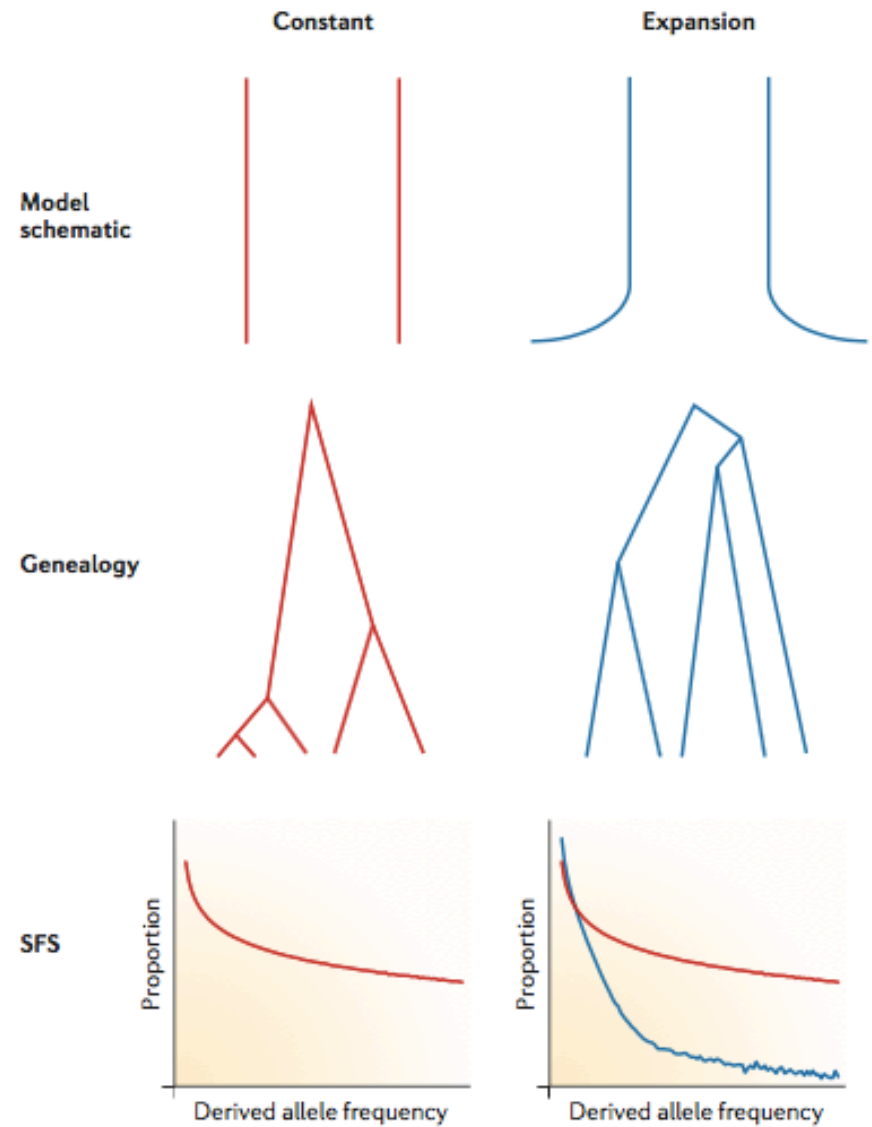 Constant
Expansion
Model
schematic
Genealogy
SFS
Proportion
Derived allele frequency
Proportion
Derived allele frequency